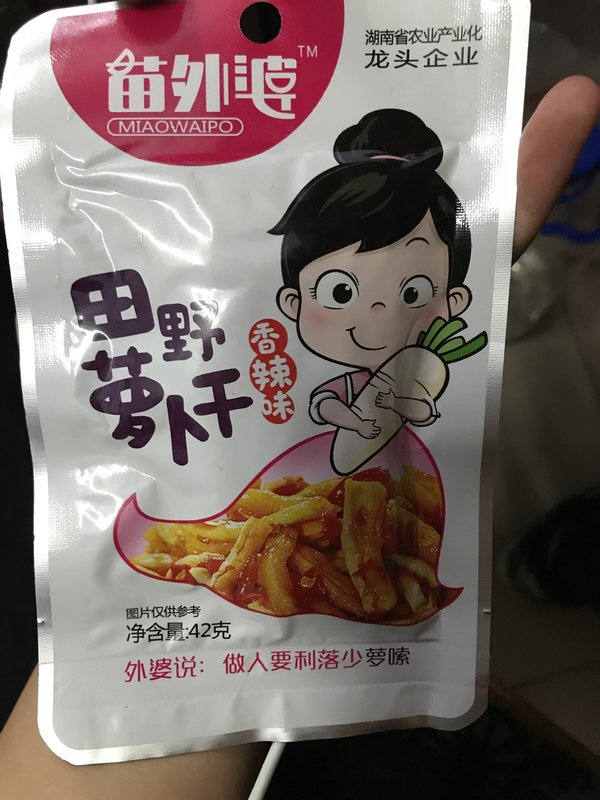 苗外婆™
MIAOWAIPO
湖南省农业产业化
龙头企业
田野
萝卜干
香辣味
图片仅供参考
净含量:42克
外婆说：做人要利落少萝嗦